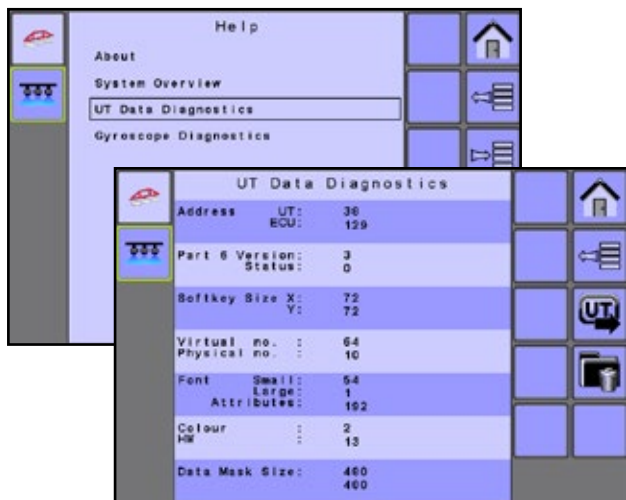 Help
About
System Overview
UT Data Diagnostics
Gyroscope Diagnostics
UT Data Diagnostics
Address UT: 38
ECU: 129
Part 6 Version: 3
Status: 0
Softkey Size X: 72
Y: 72
Virtual no. : 64
Physical no. : 10
Font Small: 54
Large: 1
Attributes: 192
Colour : 2
HW : 13
Data Mask Size: 480
480
UT